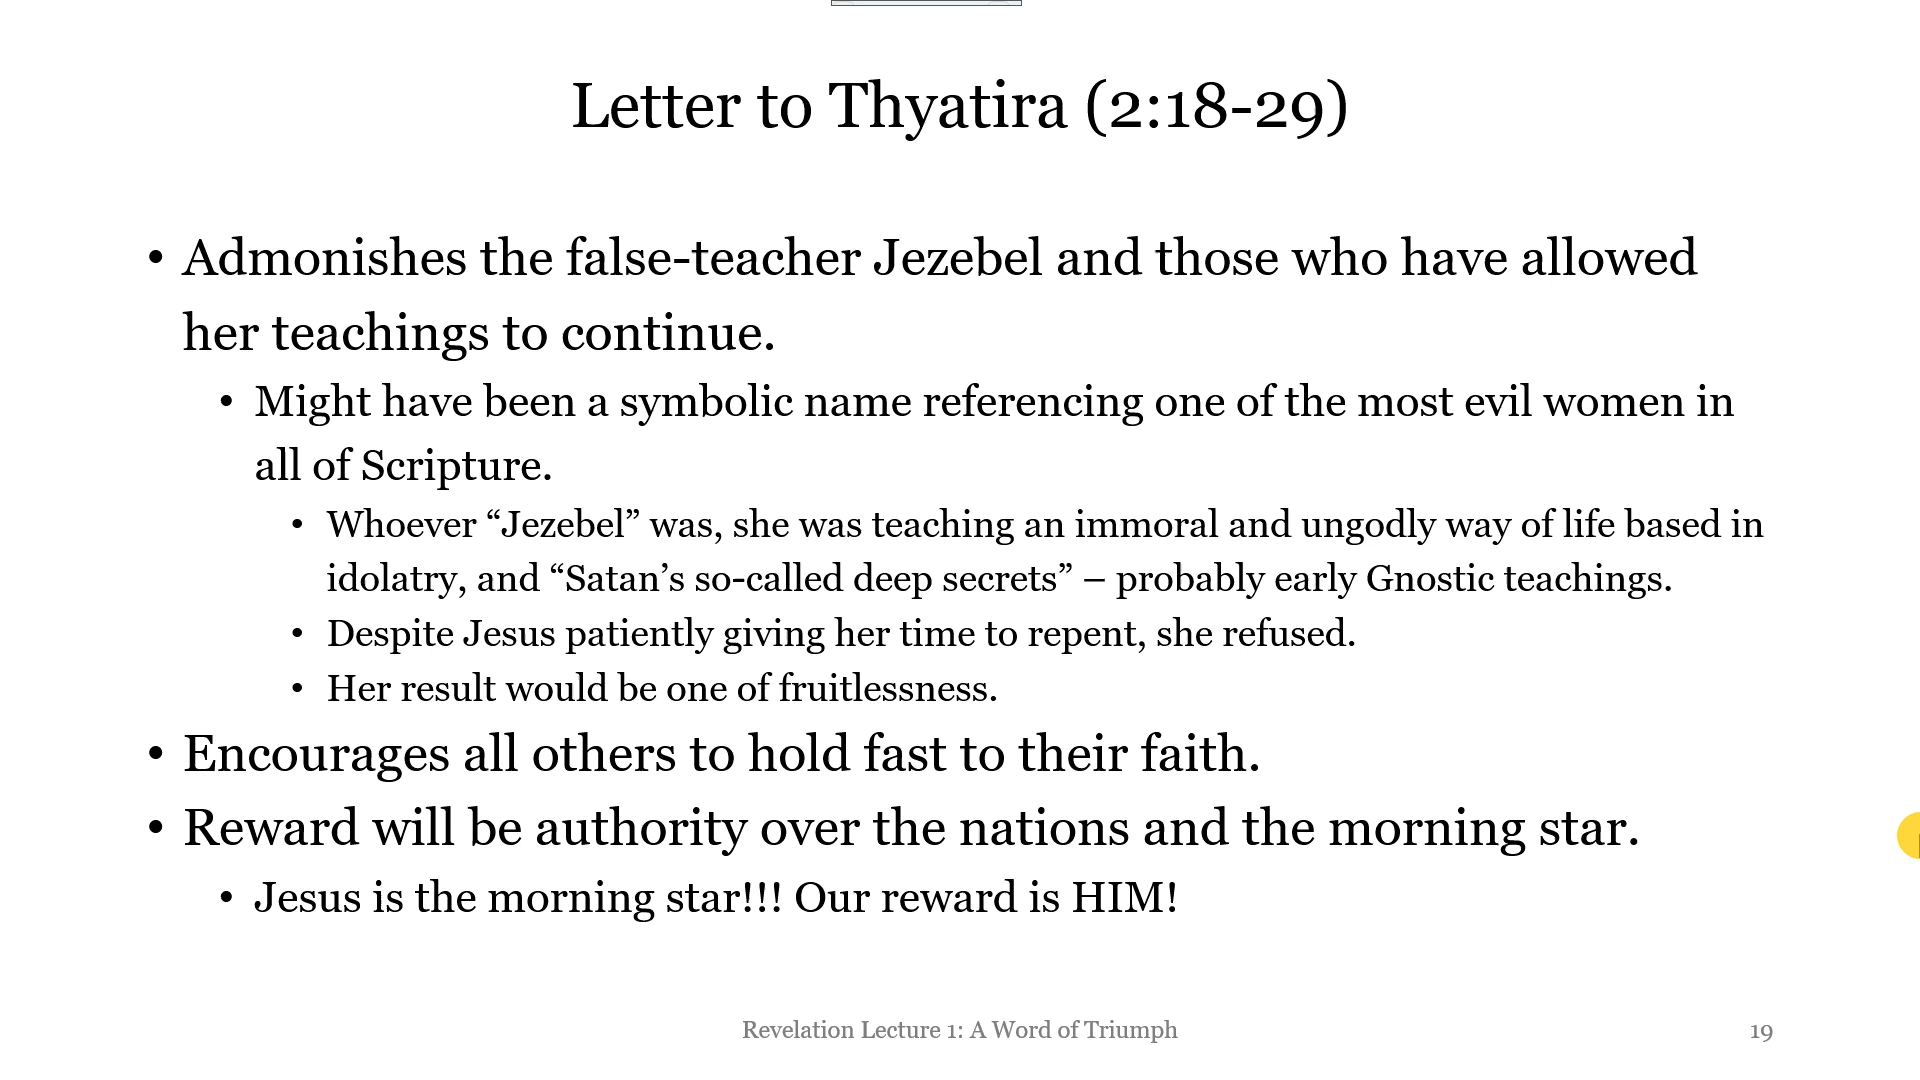 Letter to Thyatira (2:18-29)
• Admonishes the false-teacher Jezebel and those who have allowed
her teachings to continue.
• Might have been a symbolic name referencing one of the most evil women in
all of Scripture.
• Whoever “Jezebel” was, she was teaching an immoral and ungodly way of life based in
idolatry, and “Satan’s so-called deep secrets” – probably early Gnostic teachings.
• Despite Jesus patiently giving her time to repent, she refused.
• Her result would be one of fruitlessness.
• Encourages all others to hold fast to their faith.
• Reward will be authority over the nations and the morning star.
• Jesus is the morning star!!! Our reward is HIM!
Revelation Lecture 1: A Word of Triumph
19